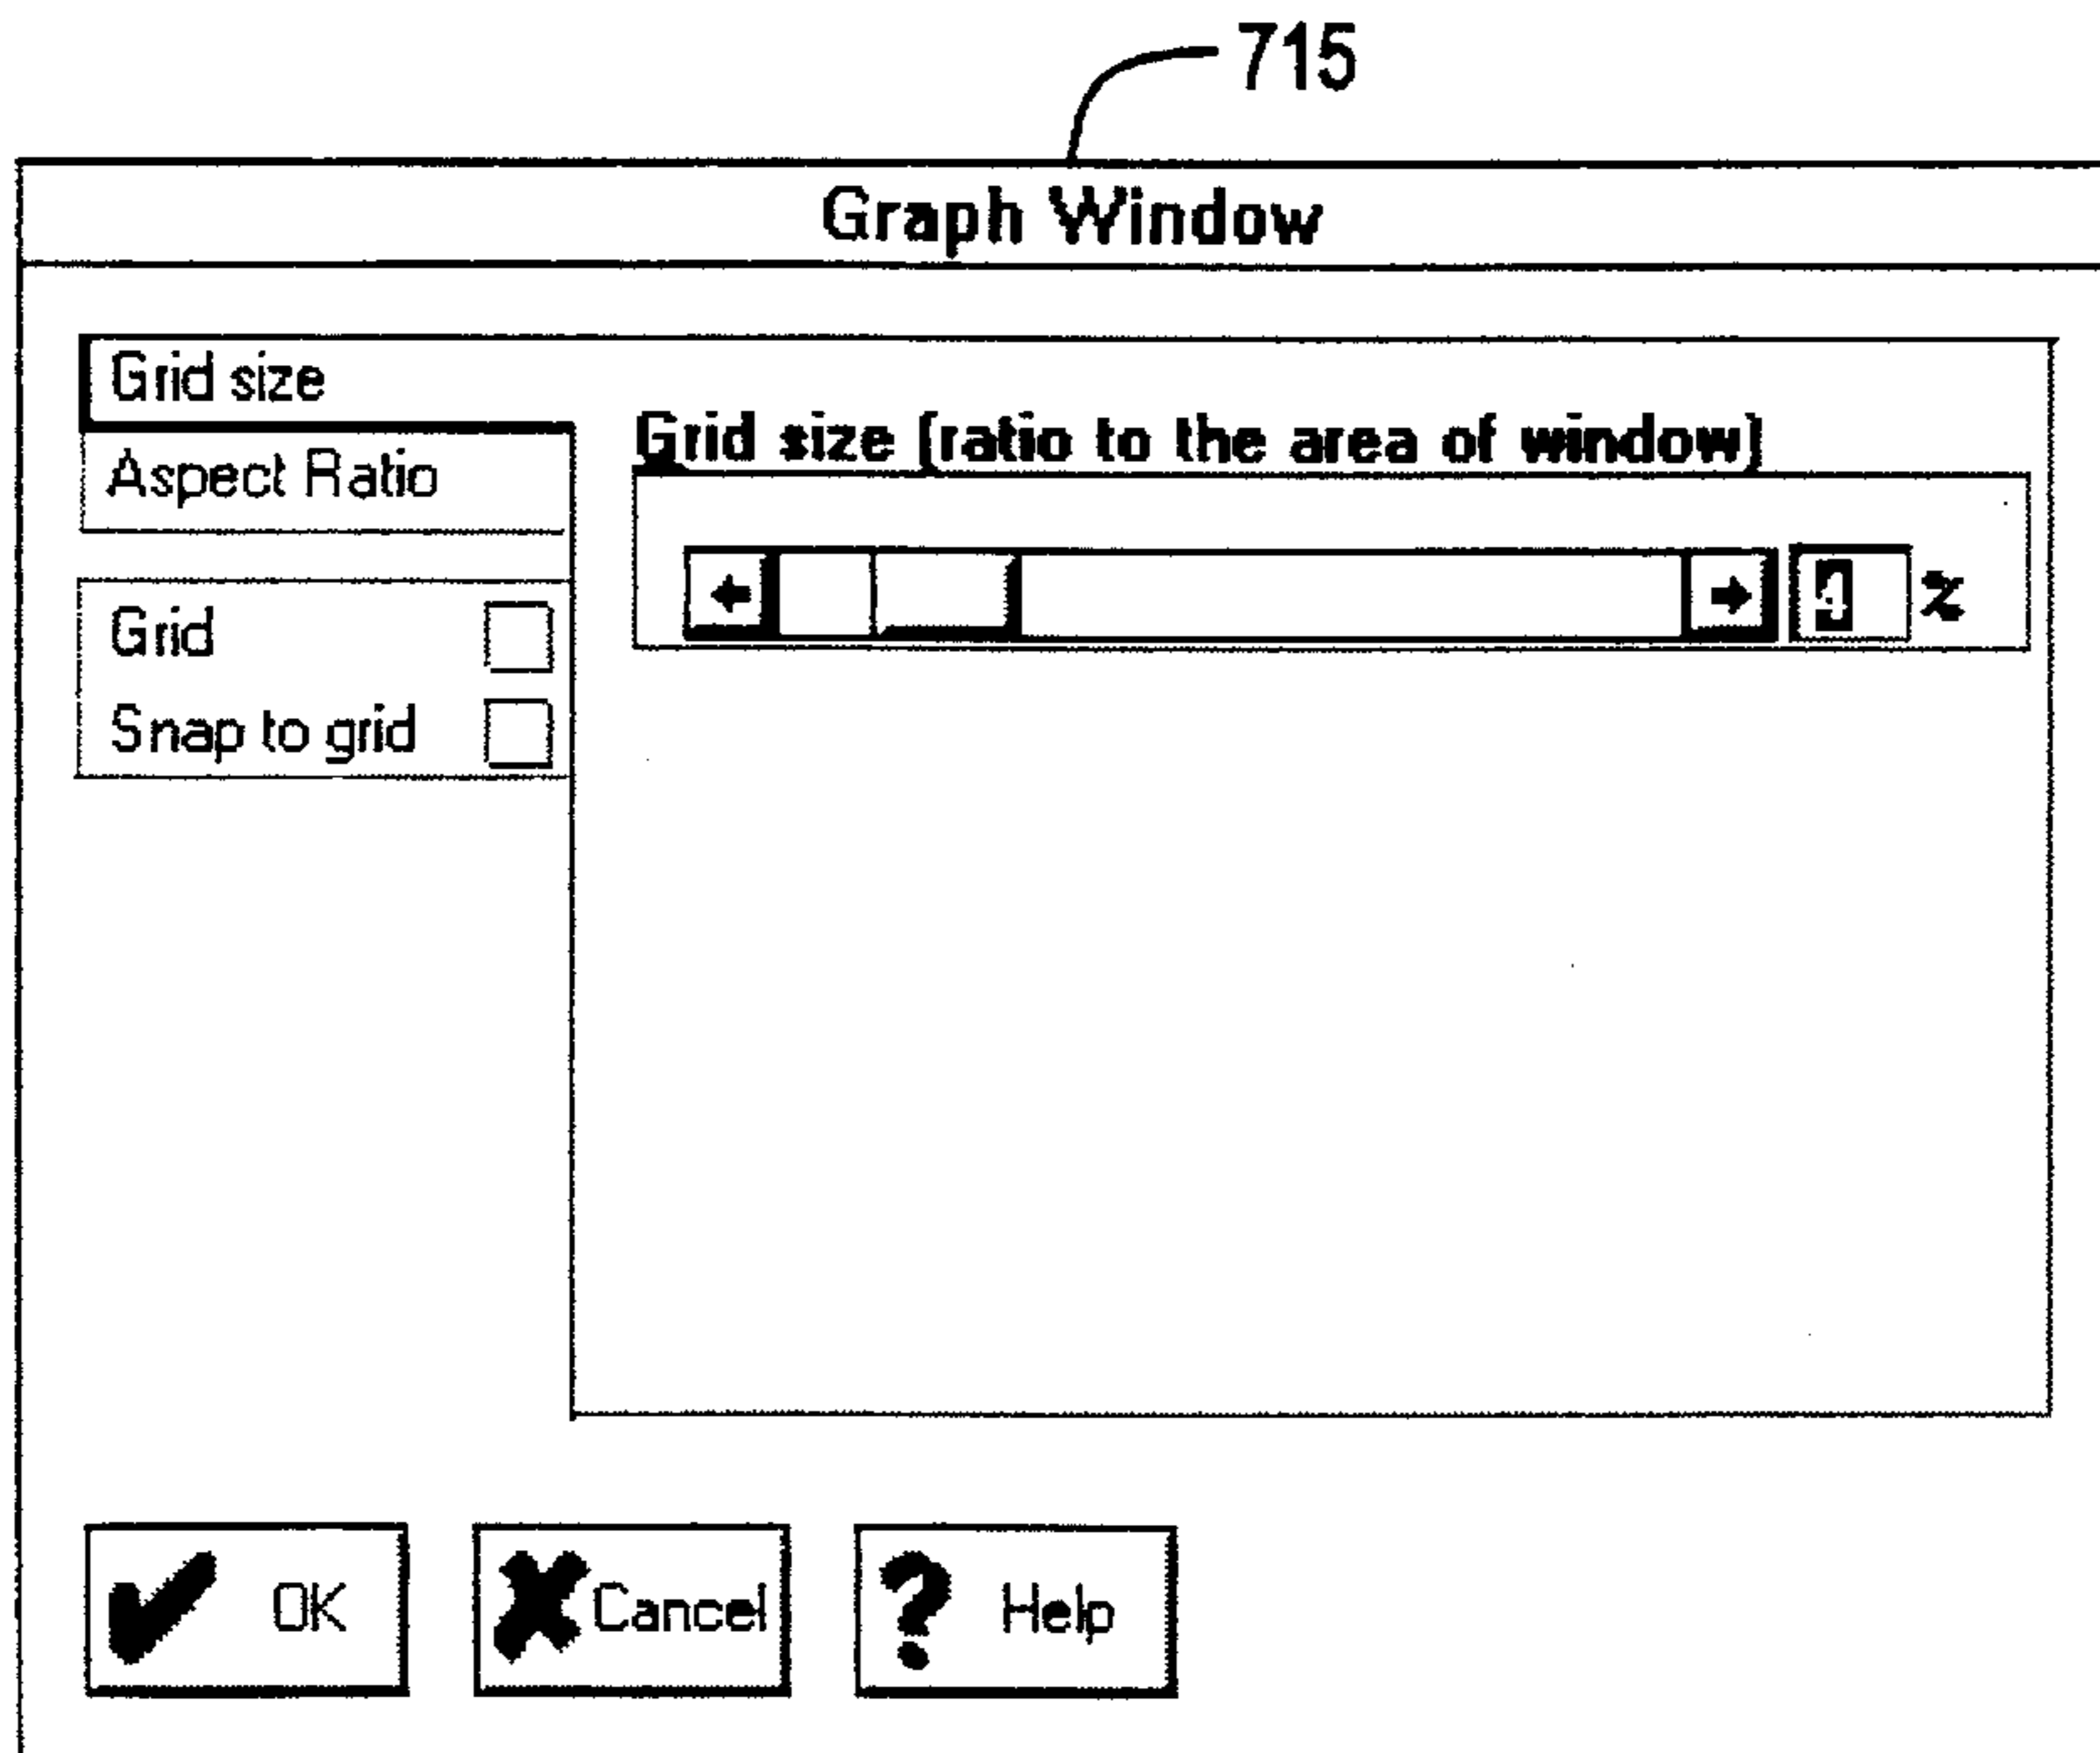 715
Graph Window
Grid size
Aspect Ratio
Grid
Snap to grid
Grid size (ratio to the area of window)
%
OK
Cancel
Help